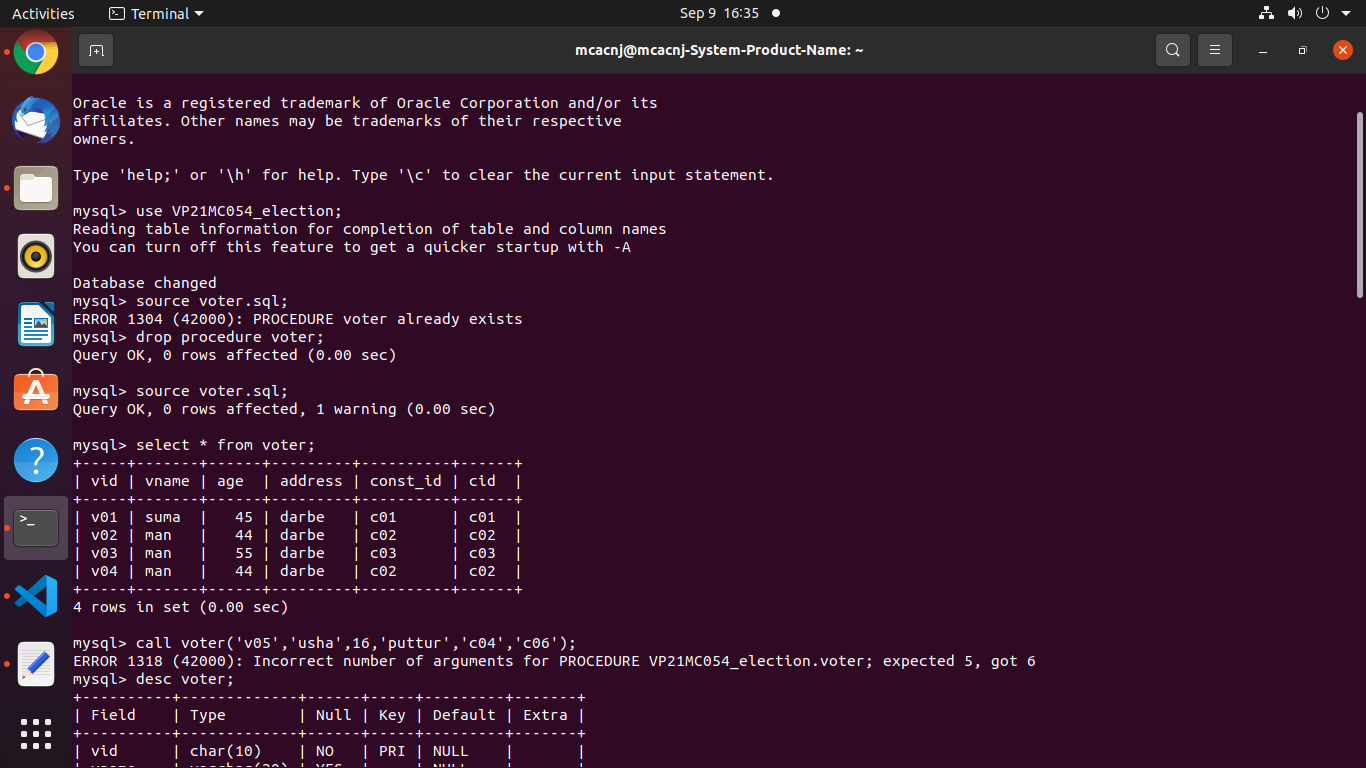 Activities
Terminal
Sep 9 16:35
mcacnj@mcacnj-System-Product-Name: ~
Oracle is a registered trademark of Oracle Corporation and/or its
affiliates. Other names may be trademarks of their respective
owners.
Type 'help;' or '\h' for help. Type '\c' to clear the current input statement.
mysql> use VP21MC054_election;
Reading table information for completion of table and column names
You can turn off this feature to get a quicker startup with -A
Database changed
mysql> source voter.sql;
ERROR 1304 (42000): PROCEDURE voter already exists
mysql> drop procedure voter;
Query OK, 0 rows affected (0.00 sec)
mysql> source voter.sql;
Query OK, 0 rows affected, 1 warning (0.00 sec)
mysql> select * from voter;
+-----+-------+------+---------+----------+------+
| vid | vname | age  | address | const_id | cid  |
+-----+-------+------+---------+----------+------+
| v01 | suma  |   45 | darbe   | c01      | c01  |
| v02 | man   |   44 | darbe   | c02      | c02  |
| v03 | man   |   55 | darbe   | c03      | c03  |
| v04 | man   |   44 | darbe   | c02      | c02  |
+-----+-------+------+---------+----------+------+
4 rows in set (0.00 sec)
mysql> call voter('v05','usha',16,'puttur','c04','c06');
ERROR 1318 (42000): Incorrect number of arguments for PROCEDURE VP21MC054_election.voter; expected 5, got 6
mysql> desc voter;
+----------+-------------+------+-----+---------+-------+
| Field    | Type        | Null | Key | Default | Extra |
+----------+-------------+------+-----+---------+-------+
| vid      | char(10)    | NO   | PRI | NULL    |       |
| vname    | varchar(20) | YES  |     | NULL    |       |